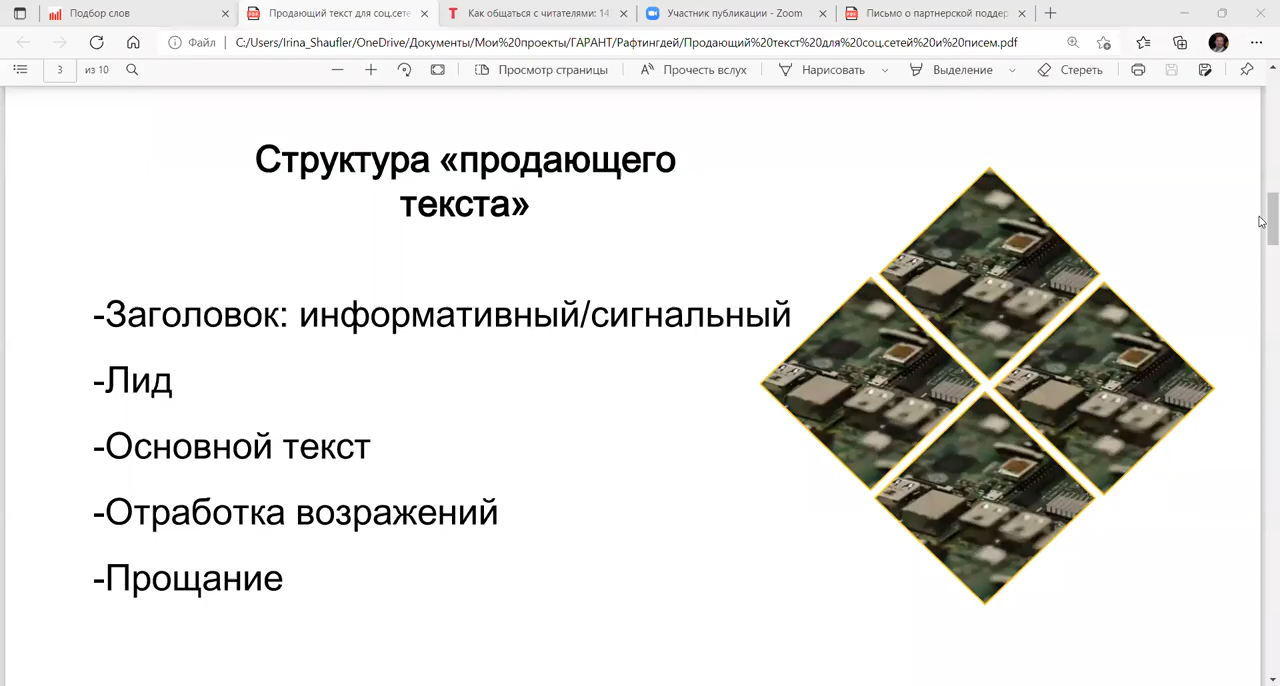 Подбор слов
Продающий текст для соц.сете
Как общаться с читателями: 14
Участник публикации - Zoom
Письмо о партнерской поддер
Файл
C:/Users/Irina_Shaufler/OneDrive/Документы/Мои%20проекты/ГАРАНТ/Рафтингдей/Продающий%20текст%20для%20соц.сетей%20и%20писем.pdf
3 из 10
Просмотр страницы
Прочесть вслух
Нарисовать
Выделение
Стереть
Структура «продающего
текста»
-Заголовок: информативный/сигнальный
-Лид
-Основной текст
-Отработка возражений
-Прощание